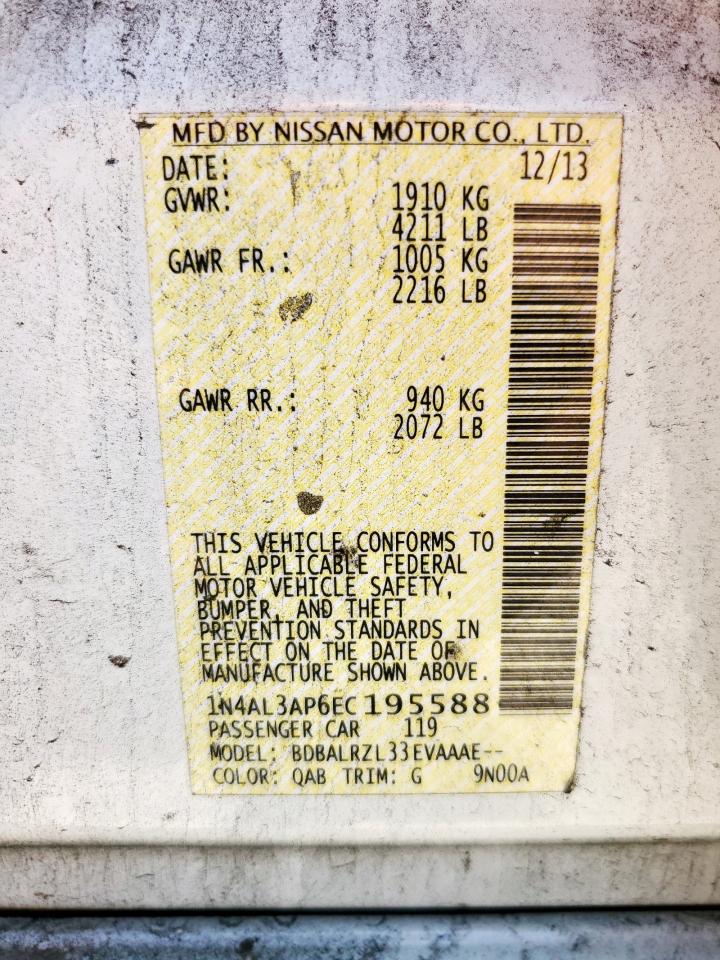 MFD BY NISSAN MOTOR CO., LTD.
DATE: 12/13
GVWR: 1910 KG
4211 LB
GAWR FR.: 1005 KG
2216 LB
GAWR RR.: 940 KG
2072 LB
THIS VEHICLE CONFORMS TO
ALL APPLICABLE FEDERAL
MOTOR VEHICLE SAFETY,
BUMPER, AND THEFT
PREVENTION STANDARDS IN
EFFECT ON THE DATE OF
MANUFACTURE SHOWN ABOVE.
1N4AL3AP6EC195588
PASSENGER CAR 119
MODEL: BDBALRZL33EVAAAE--
COLOR: QAB TRIM: G 9N00A